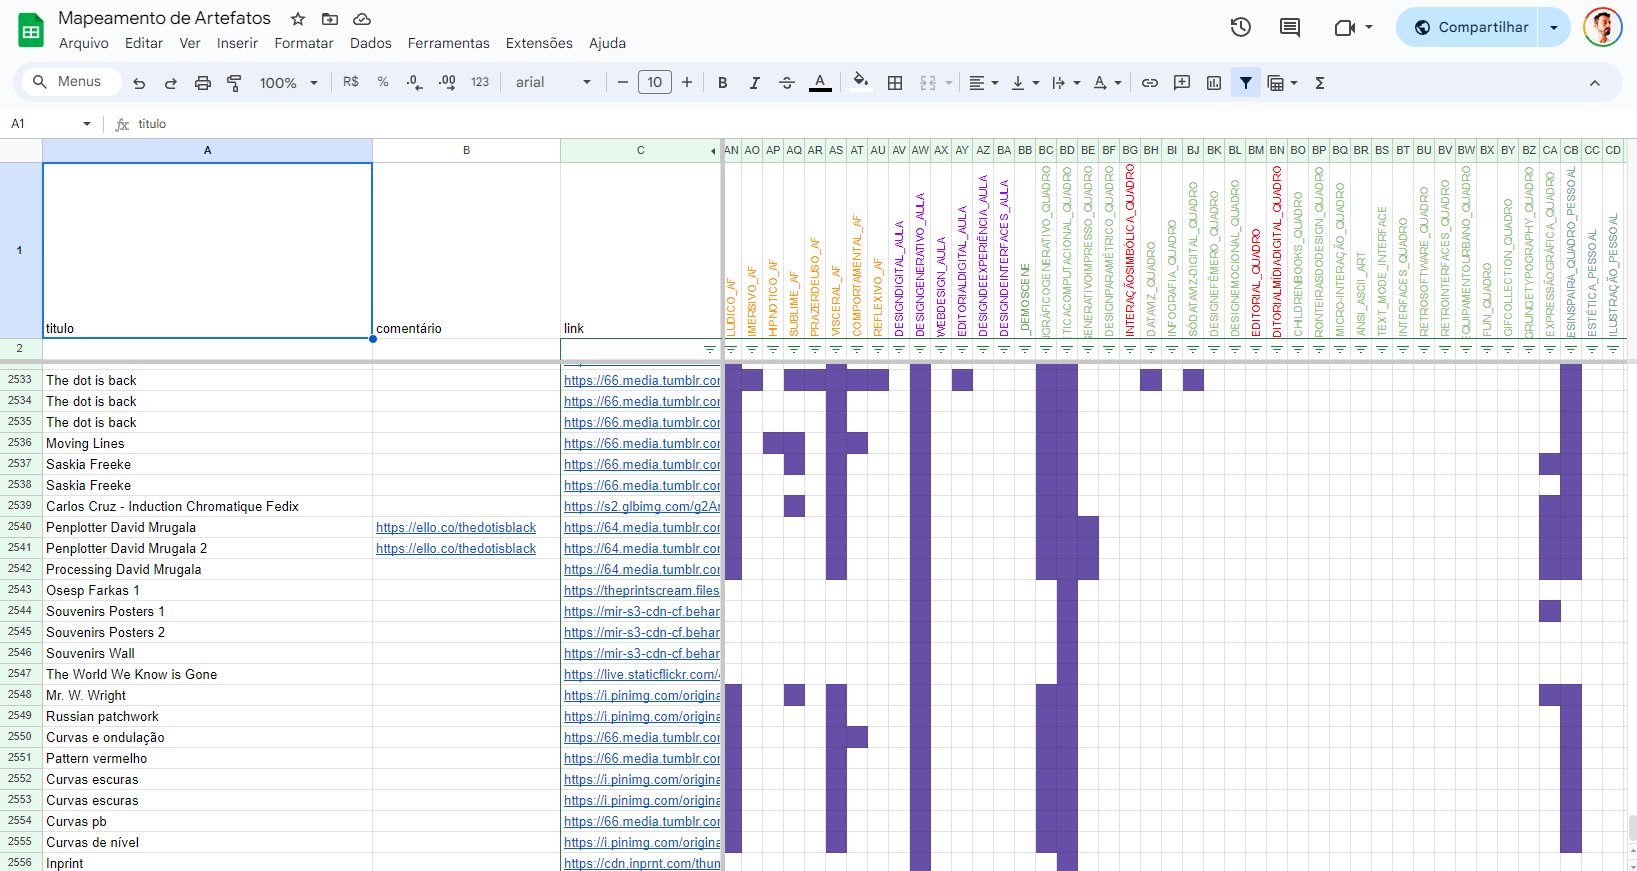 Mapeamento de Artefatos
Arquivo Editar Ver Inserir Formatar Dados Ferramentas Extensões Ajuda
Compartilhar
Menus 100% R$ % .0 .00 123 arial 10 B I A Σ
A1 fx titulo
A B C AN AO AP AQ AR AS AT AU AV AW AX AY AZ BA BB BC BD BE BF BG BH BI BJ BK BL BM BN BO BP BQ BR BS BT BU BV BW BX BY BZ CA CB CC CD
1 titulo comentário link
LUDICO_AF
IMERSIVO_AF
HIPNOTICO_AF
SUBLIME_AF
PRAZERDEUSO_AF
VISCERAL_AF
COMPORTAMENTAL_AF
REFLEXIVO_AF
DESIGNDIGITAL_AULA
DESIGNGENERATIVO_AULA
WEBDESIGN_AULA
EDITORIALDIGITAL_AULA
DESIGNDEEXPERIÊNCIA_AULA
DESIGNDEINTERFACES_AULA
_DEMOSCENE
NGRÁFICOGENERATIVO_QUADRO
TICACOMPUTACIONAL_QUADRO
GENERATIVOIMPRESSO_QUADRO
DESIGNPARAMÉTRICO_QUADRO
INTERAÇÃOSIMBÓLICA_QUADRO
DATAVIZ_QUADRO
INFOGRAFIA_QUADRO
SÓDATAVIZ-DIGITAL_QUADRO
DESIGNEFÊMERO_QUADRO
DESIGNEMOCIONAL_QUADRO
EDITORIAL_QUADRO
DITORIALMIDIADIGITAL_QUADRO
CHILDRENBOOKS_QUADRO
RONTEIRASDODESIGN_QUADRO
MICRO-INTERAÇÃO_QUADRO
ANSI_ASCII_ART
TEXT_MODE_INTERFACE
INTERFACES_QUADRO
RETROSOFTWARE_QUADRO
RETROINTERFACES_QUADRO
EQUIPAMENTOURBANO_QUADRO
FUN_QUADRO
GIFCOLLECTION_QUADRO
GRUNGETYPOGRAPHY_QUADRO
EXPRESSÃOGRÁFICA_QUADRO
ESINSPAIRA_QUADRO_PESSOAL
ESTÉTICA_PESSOAL
ILUSTRAÇÃO_PESSOAL
2
2533 The dot is back https://66.media.tumblr.cor
2534 The dot is back https://66.media.tumblr.cor
2535 The dot is back https://66.media.tumblr.cor
2536 Moving Lines https://66.media.tumblr.cor
2537 Saskia Freeke https://66.media.tumblr.cor
2538 Saskia Freeke https://66.media.tumblr.cor
2539 Carlos Cruz - Induction Chromatique Fedix https://s2.glbimg.com/g2Ar
2540 Penplotter David Mrugala https://ello.co/thedotisblack https://64.media.tumblr.cor
2541 Penplotter David Mrugala 2 https://ello.co/thedotisblack https://64.media.tumblr.cor
2542 Processing David Mrugala https://64.media.tumblr.cor
2543 Osesp Farkas 1 https://theprintscream.files
2544 Souvenirs Posters 1 https://mir-s3-cdn-cf.behar
2545 Souvenirs Posters 2 https://mir-s3-cdn-cf.behar
2546 Souvenirs Wall https://mir-s3-cdn-cf.behar
2547 The World We Know is Gone https://live.staticflickr.com/4
2548 Mr. W. Wright https://i.pinimg.com/origina
2549 Russian patchwork https://i.pinimg.com/origina
2550 Curvas e ondulação https://66.media.tumblr.cor
2551 Pattern vermelho https://66.media.tumblr.cor
2552 Curvas escuras https://i.pinimg.com/origina
2553 Curvas escuras https://i.pinimg.com/origina
2554 Curvas pb https://66.media.tumblr.cor
2555 Curvas de nível https://i.pinimg.com/origina
2556 Inprint https://cdn.inprnt.com/thun